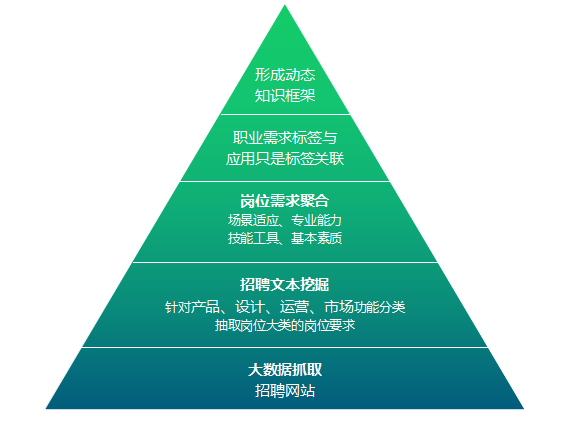 形成动态
知识框架
职业需求标签与
应用只是标签关联
岗位需求聚合
场景适应、专业能力
技能工具、基本素质
招聘文本挖掘
针对产品、设计、运营、市场功能分类
抽取岗位大类的岗位要求
大数据抓取
招聘网站